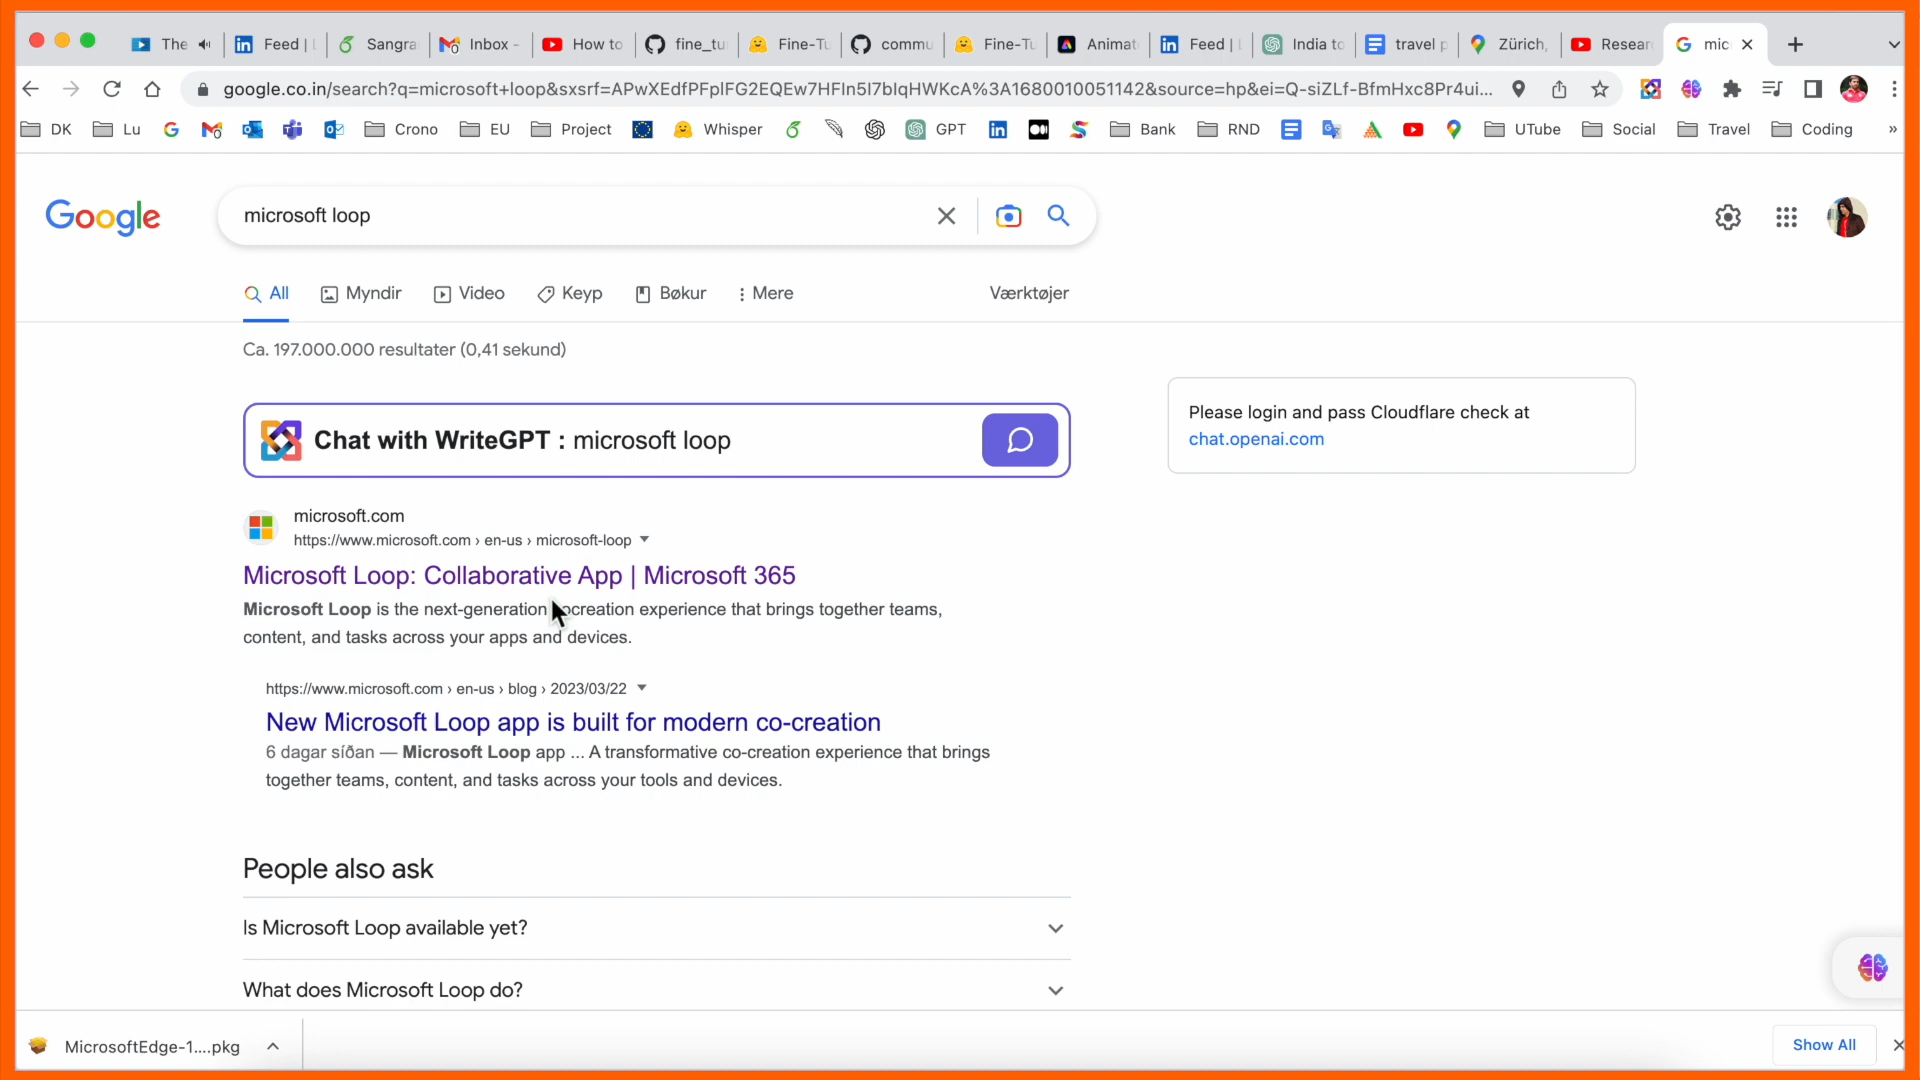 The
Feed |
Sangra
Inbox -
How to
fine_tu
Fine-Tu
commu
Fine-Tu
Animat
Feed |
India to
travel p
Zürich,
Resear
mic
google.co.in/search?q=microsoft+loop&sxsrf=APwXEdfPFplFG2EQEw7HFln5I7bIqHWKcA%3A1680010051142&source=hp&ei=Q-siZLf-BfmHxc8Pr4ui...
DK
Lu
Crono
EU
Project
Whisper
GPT
Bank
RND
UTube
Social
Travel
Coding
»
Google
microsoft loop
All
Myndir
Video
Keyp
Bøkur
Mere
Værktøjer
Ca. 197.000.000 resultater (0,41 sekund)
Chat with WriteGPT : microsoft loop
Please login and pass Cloudflare check at
chat.openai.com
microsoft.com
https://www.microsoft.com › en-us › microsoft-loop
Microsoft Loop: Collaborative App | Microsoft 365
Microsoft Loop is the next-generation cocreation experience that brings together teams,
content, and tasks across your apps and devices.
https://www.microsoft.com › en-us › blog › 2023/03/22
New Microsoft Loop app is built for modern co-creation
6 dagar síðan — Microsoft Loop app ... A transformative co-creation experience that brings
together teams, content, and tasks across your tools and devices.
People also ask
Is Microsoft Loop available yet?
What does Microsoft Loop do?
MicrosoftEdge-1....pkg
Show All